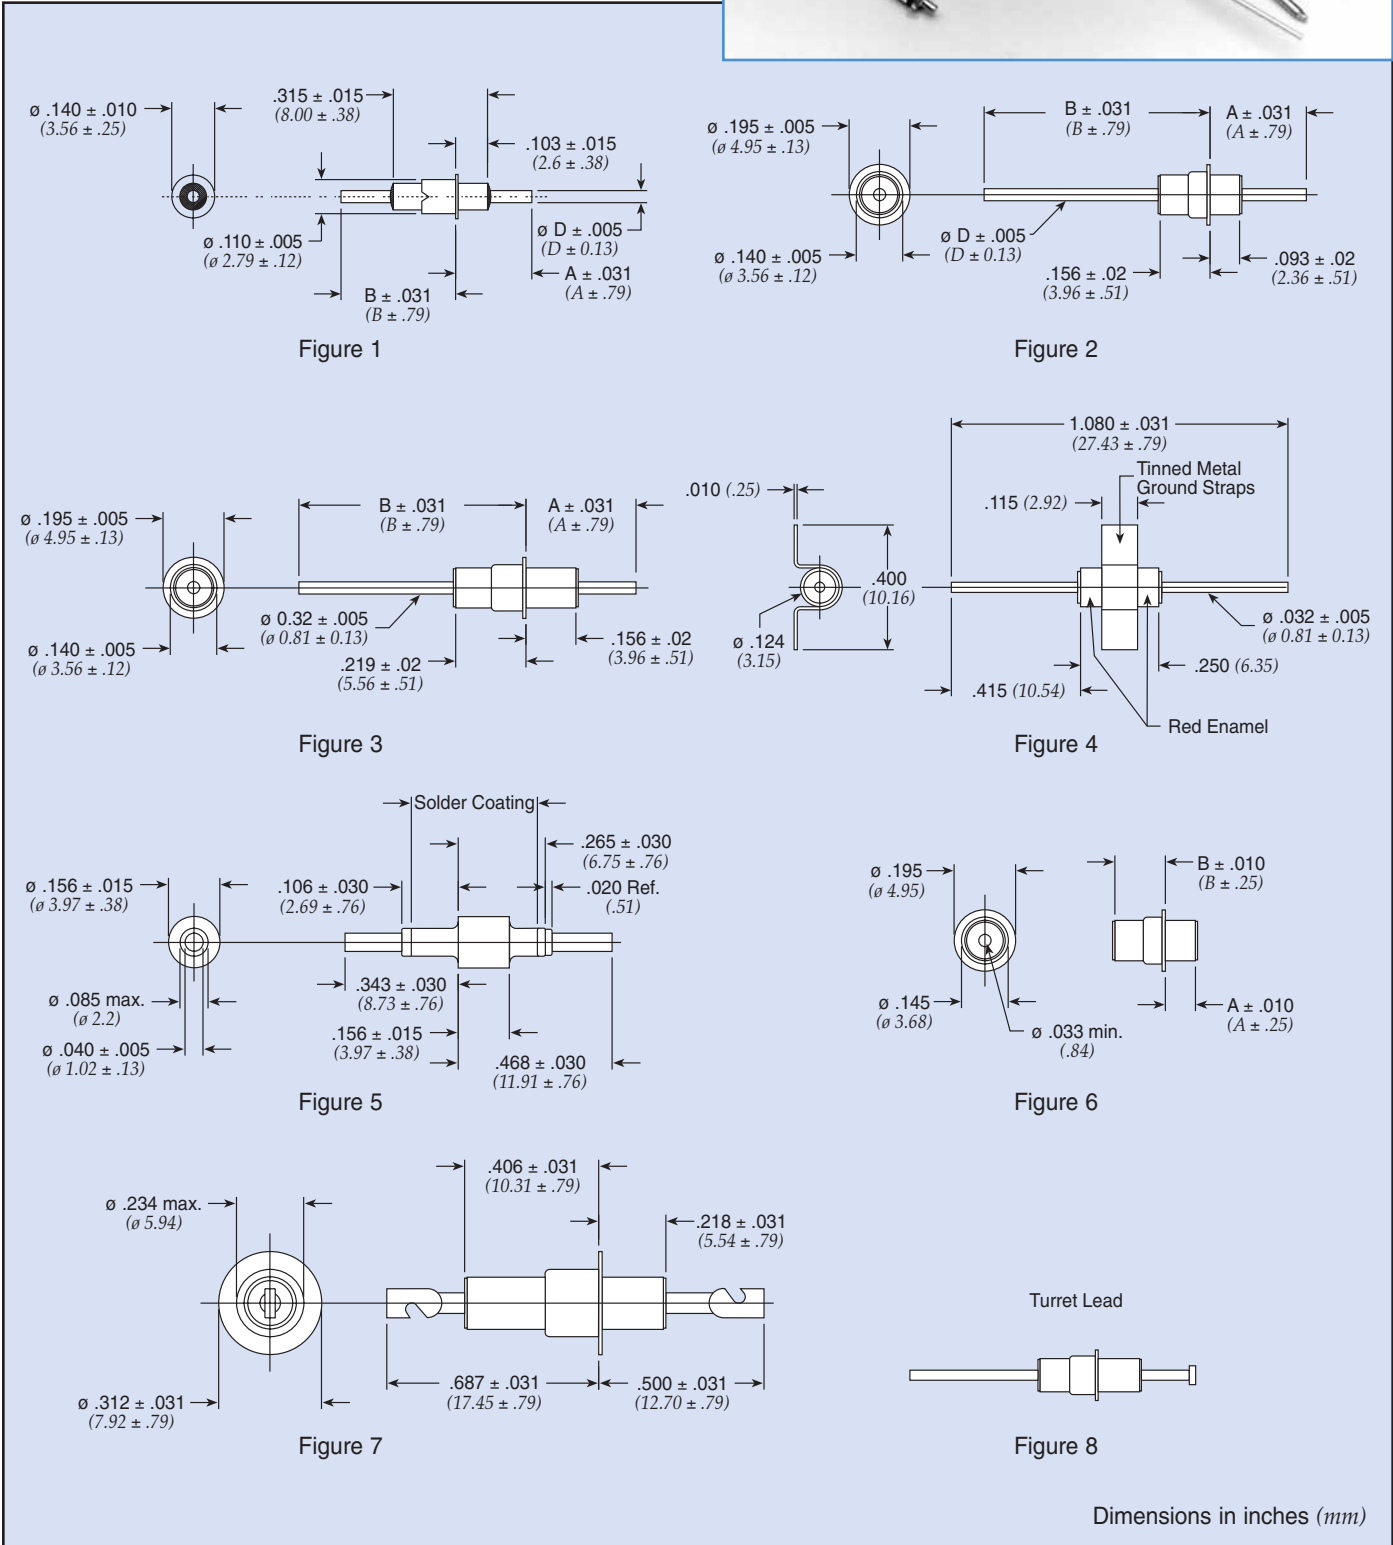 ø .140 ± .010
(3.56 ± .25)
.315 ± .015
(8.00 ± .38)
.103 ± .015
(2.6 ± .38)
ø .110 ± .005
(ø 2.79 ± .12)
ø D ± .005
(D ± 0.13)
A ± .031
(A ± .79)
B ± .031
(B ± .79)
Figure 1
ø .195 ± .005
(ø 4.95 ± .13)
B ± .031
(B ± .79)
A ± .031
(A ± .79)
ø D ± .005
(D ± 0.13)
ø .140 ± .005
(ø 3.56 ± .12)
.156 ± .02
(3.96 ± .51)
.093 ± .02
(2.36 ± .51)
Figure 2
ø .195 ± .005
(ø 4.95 ± .13)
B ± .031
(B ± .79)
A ± .031
(A ± .79)
ø 0.32 ± .005
(ø 0.81 ± 0.13)
ø .140 ± .005
(ø 3.56 ± .12)
.219 ± .02
(5.56 ± .51)
.156 ± .02
(3.96 ± .51)
Figure 3
1.080 ± .031
(27.43 ± .79)
Tinned Metal
Ground Straps
.010 (.25)
.115 (2.92)
.400
(10.16)
ø .124
(3.15)
ø .032 ± .005
(ø 0.81 ± 0.13)
.250 (6.35)
.415 (10.54)
Red Enamel
Figure 4
Solder Coating
.265 ± .030
(6.75 ± .76)
ø .156 ± .015
(ø 3.97 ± .38)
.106 ± .030
(2.69 ± .76)
.020 Ref.
(.51)
ø .085 max.
(ø 2.2)
.343 ± .030
(8.73 ± .76)
ø .040 ± .005
(ø 1.02 ± .13)
.156 ± .015
(3.97 ± .38)
.468 ± .030
(11.91 ± .76)
Figure 5
ø .195
(ø 4.95)
B ± .010
(B ± .25)
ø .145
(ø 3.68)
ø .033 min.
(.84)
A ± .010
(A ± .25)
Figure 6
.406 ± .031
(10.31 ± .79)
ø .234 max.
(ø 5.94)
.218 ± .031
(5.54 ± .79)
.687 ± .031
(17.45 ± .79)
.500 ± .031
(12.70 ± .79)
ø .312 ± .031
(7.92 ± .79)
Figure 7
Turret Lead
Figure 8
Dimensions in inches (mm)